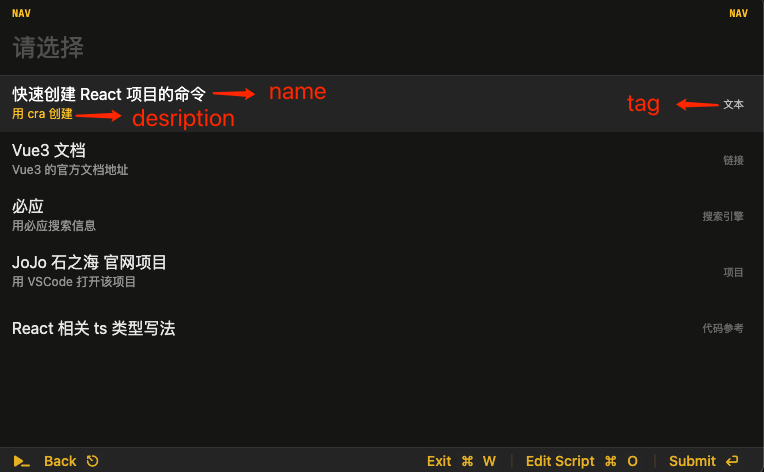 NAV NAV
请选择
快速创建 React 项目的命令 name
用 cra 创建 desription
tag 文本
Vue3 文档
Vue3 的官方文档地址
链接
必应
用必应搜索信息
搜索引擎
JoJo 石之海 官网项目
用 VSCode 打开该项目
项目
React 相关 ts 类型写法 代码参考
Back Exit ⌘ W Edit Script ⌘ O Submit